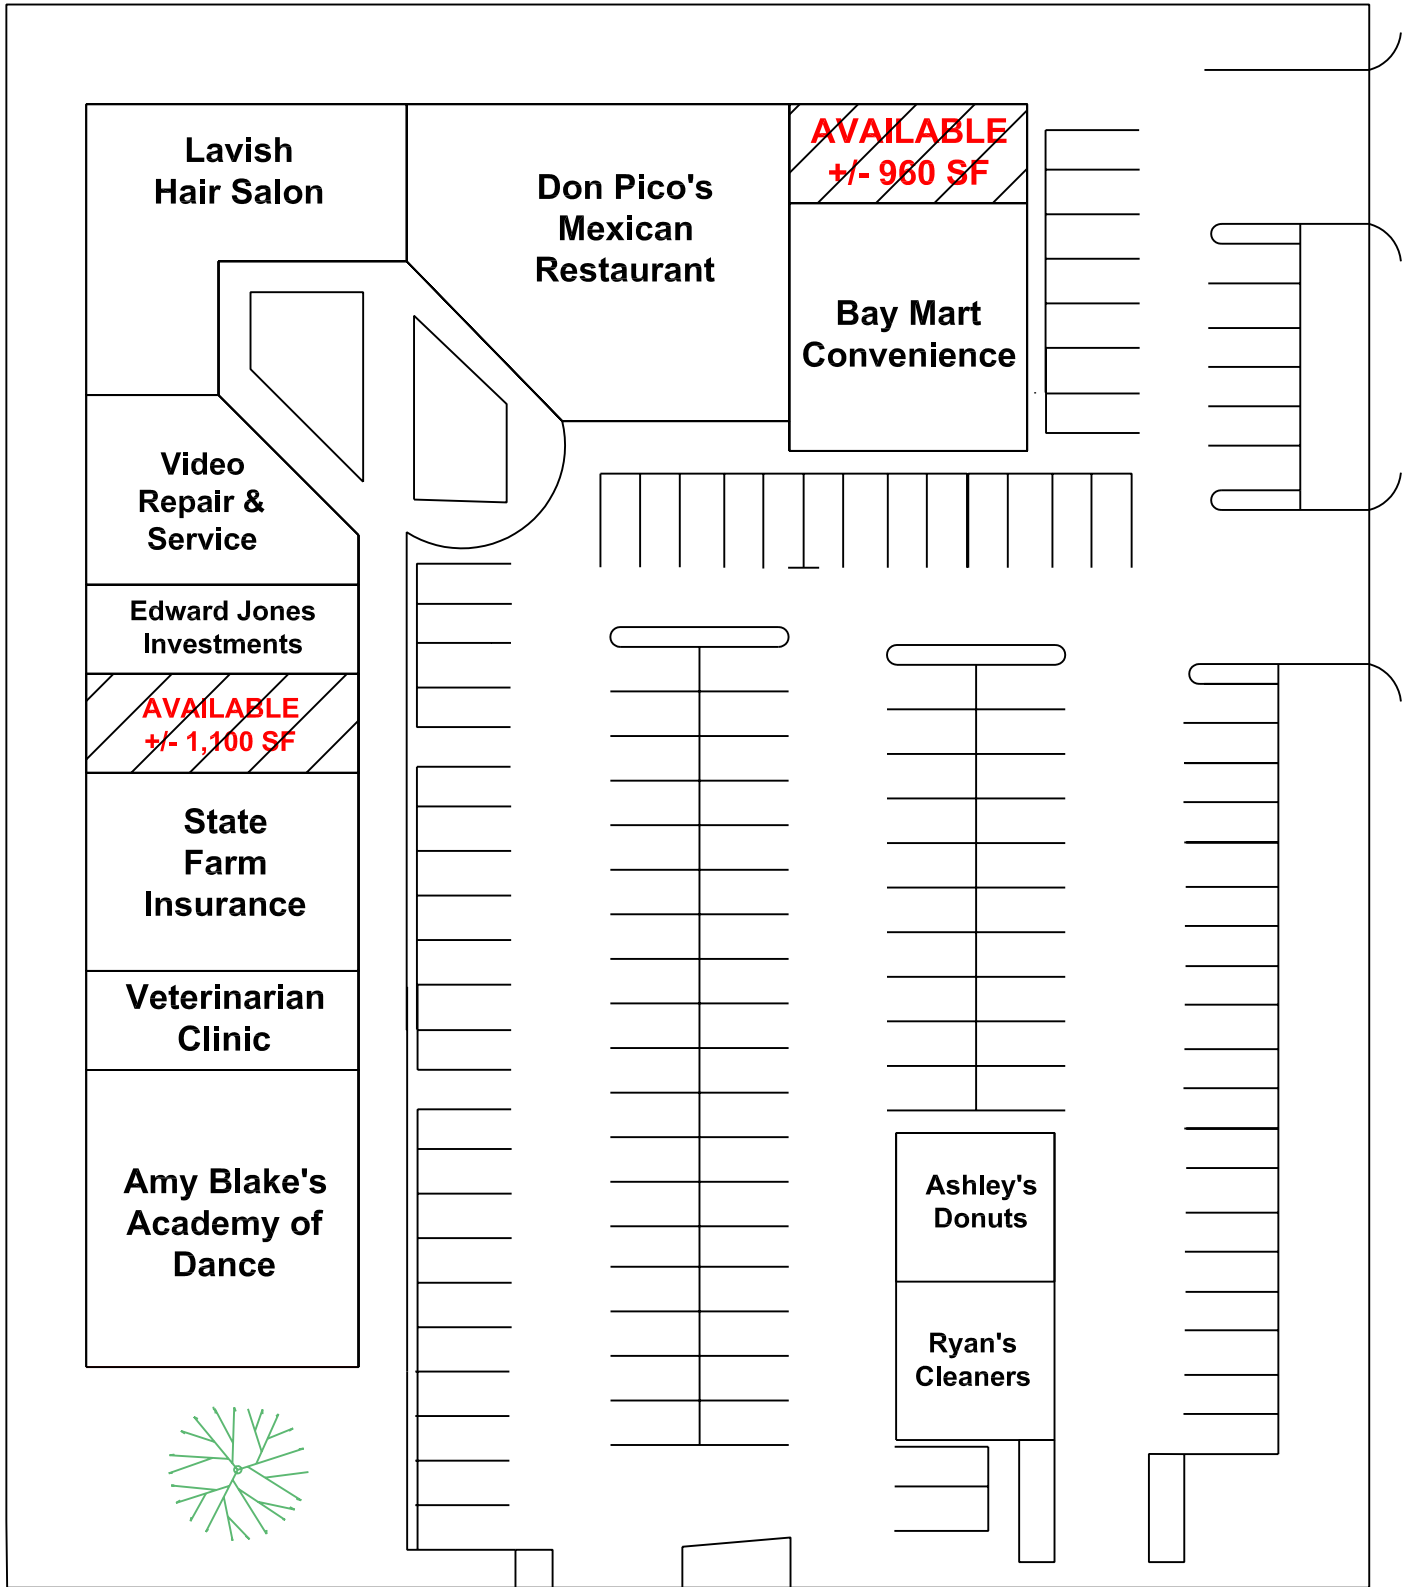 Lavish
Hair Salon
Don Pico's
Mexican
Restaurant
AVAILABLE
+/- 960 SF
Bay Mart
Convenience
Video
Repair &
Service
Edward Jones
Investments
AVAILABLE
+/- 1,100 SF
State
Farm
Insurance
Veterinarian
Clinic
Amy Blake's
Academy of
Dance
Ashley's
Donuts
Ryan's
Cleaners